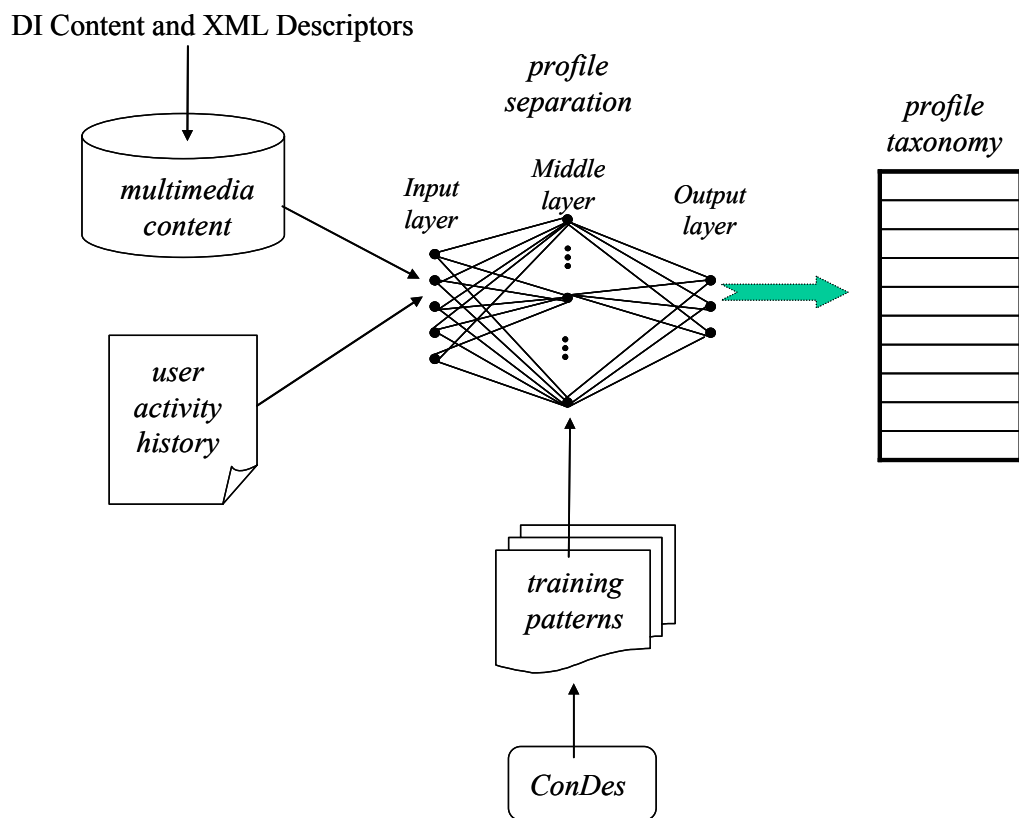 DI Content and XML Descriptors
profile
separation
profile
taxonomy
multimedia
content
Input
layer
Middle
layer
Output
layer
user
activity
history
training
patterns
ConDes